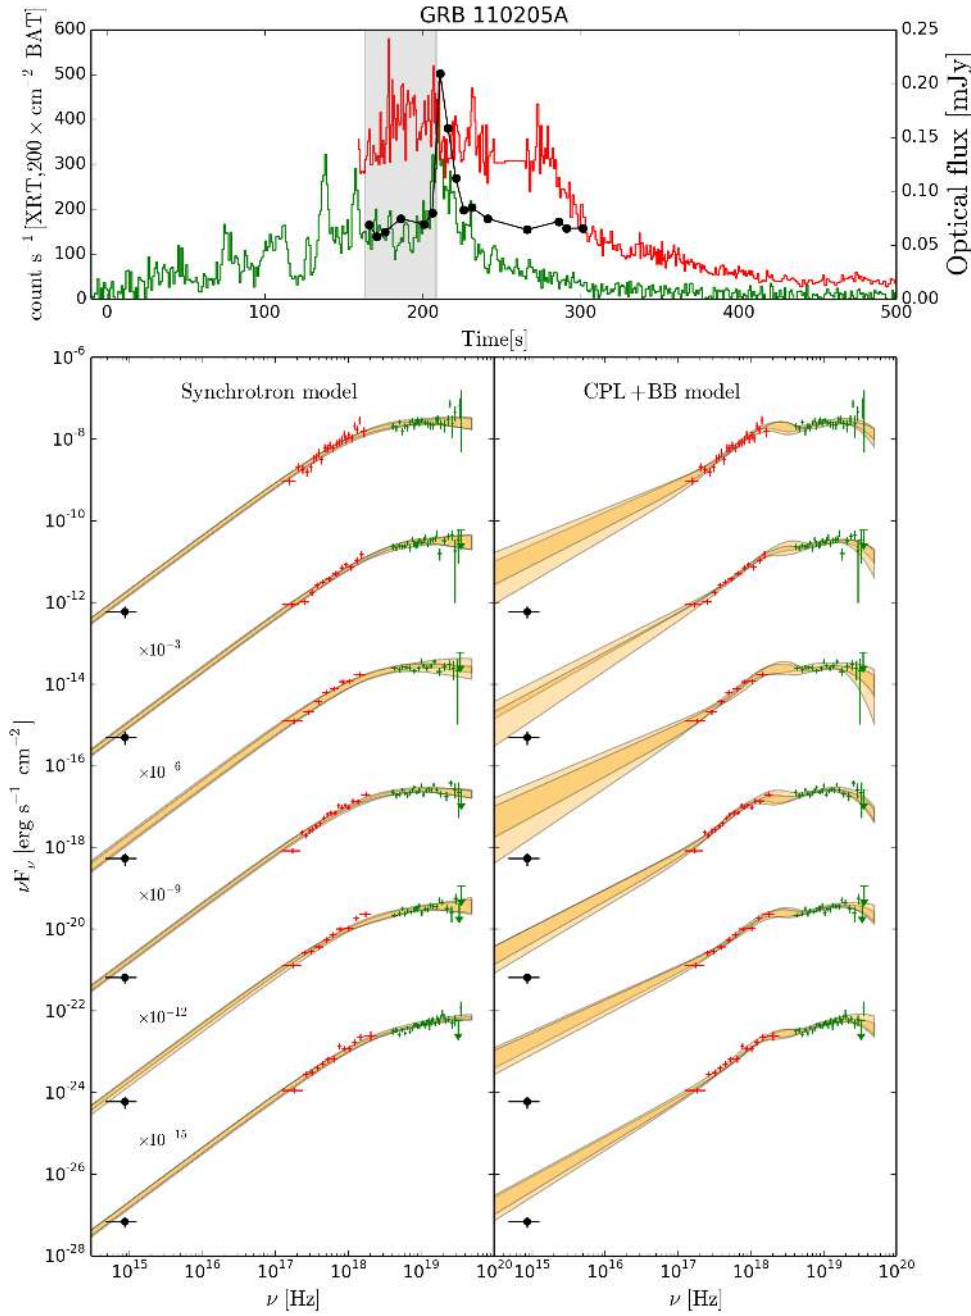 GRB 110205A
600
500
400
300
200
100
0
count s⁻¹ [XRT,200 × cm⁻² BAT]
0.25
0.20
0.15
0.10
0.05
0.00
Optical flux [mJy]
0 100 200 300 400 500
Time[s]
Synchrotron model
CPL+BB model
10⁻⁶
10⁻⁸
10⁻¹⁰
10⁻¹²
10⁻¹⁴
10⁻¹⁶
10⁻¹⁸
10⁻²⁰
10⁻²²
10⁻²⁴
10⁻²⁶
10⁻²⁸
νFᵥ [erg s⁻¹ cm⁻²]
×10⁻³
×10⁻⁶
×10⁻⁹
×10⁻¹²
×10⁻¹⁵
10¹⁵ 10¹⁶ 10¹⁷ 10¹⁸ 10¹⁹ 10²⁰ 10¹⁵ 10¹⁶ 10¹⁷ 10¹⁸ 10¹⁹ 10²⁰
ν [Hz]
ν [Hz]